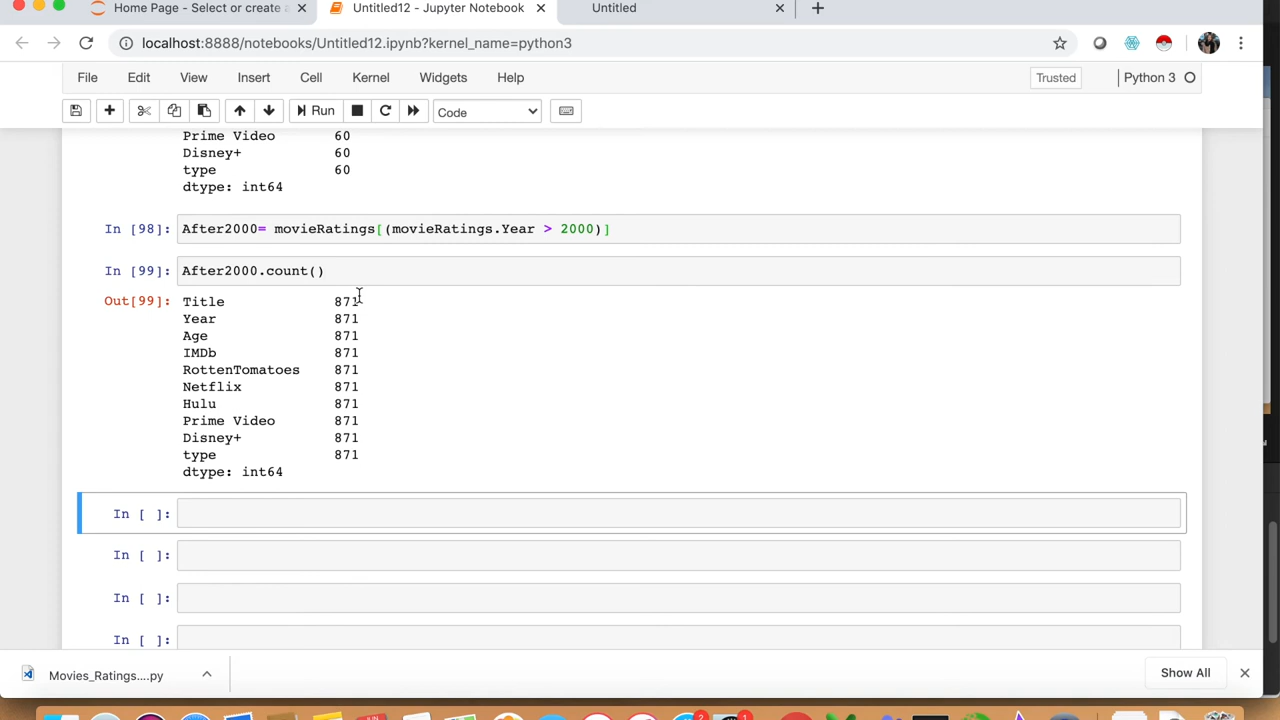 Home Page - Select or create a
Untitled12 - Jupyter Notebook
Untitled
localhost:8888/notebooks/Untitled12.ipynb?kernel_name=python3
File Edit View Insert Cell Kernel Widgets Help Trusted Python 3
Run Code
Prime Video 60
Disney+ 60
type 60
dtype: int64
In [98]: After2000= movieRatings[(movieRatings.Year > 2000)]
In [99]: After2000.count()
Out[99]: Title 871
Year 871
Age 871
IMDb 871
RottenTomatoes 871
Netflix 871
Hulu 871
Prime Video 871
Disney+ 871
type 871
dtype: int64
In [ ]:
In [ ]:
In [ ]:
In [ ]:
Movies_Ratings....py
Show All
JUN
2
1